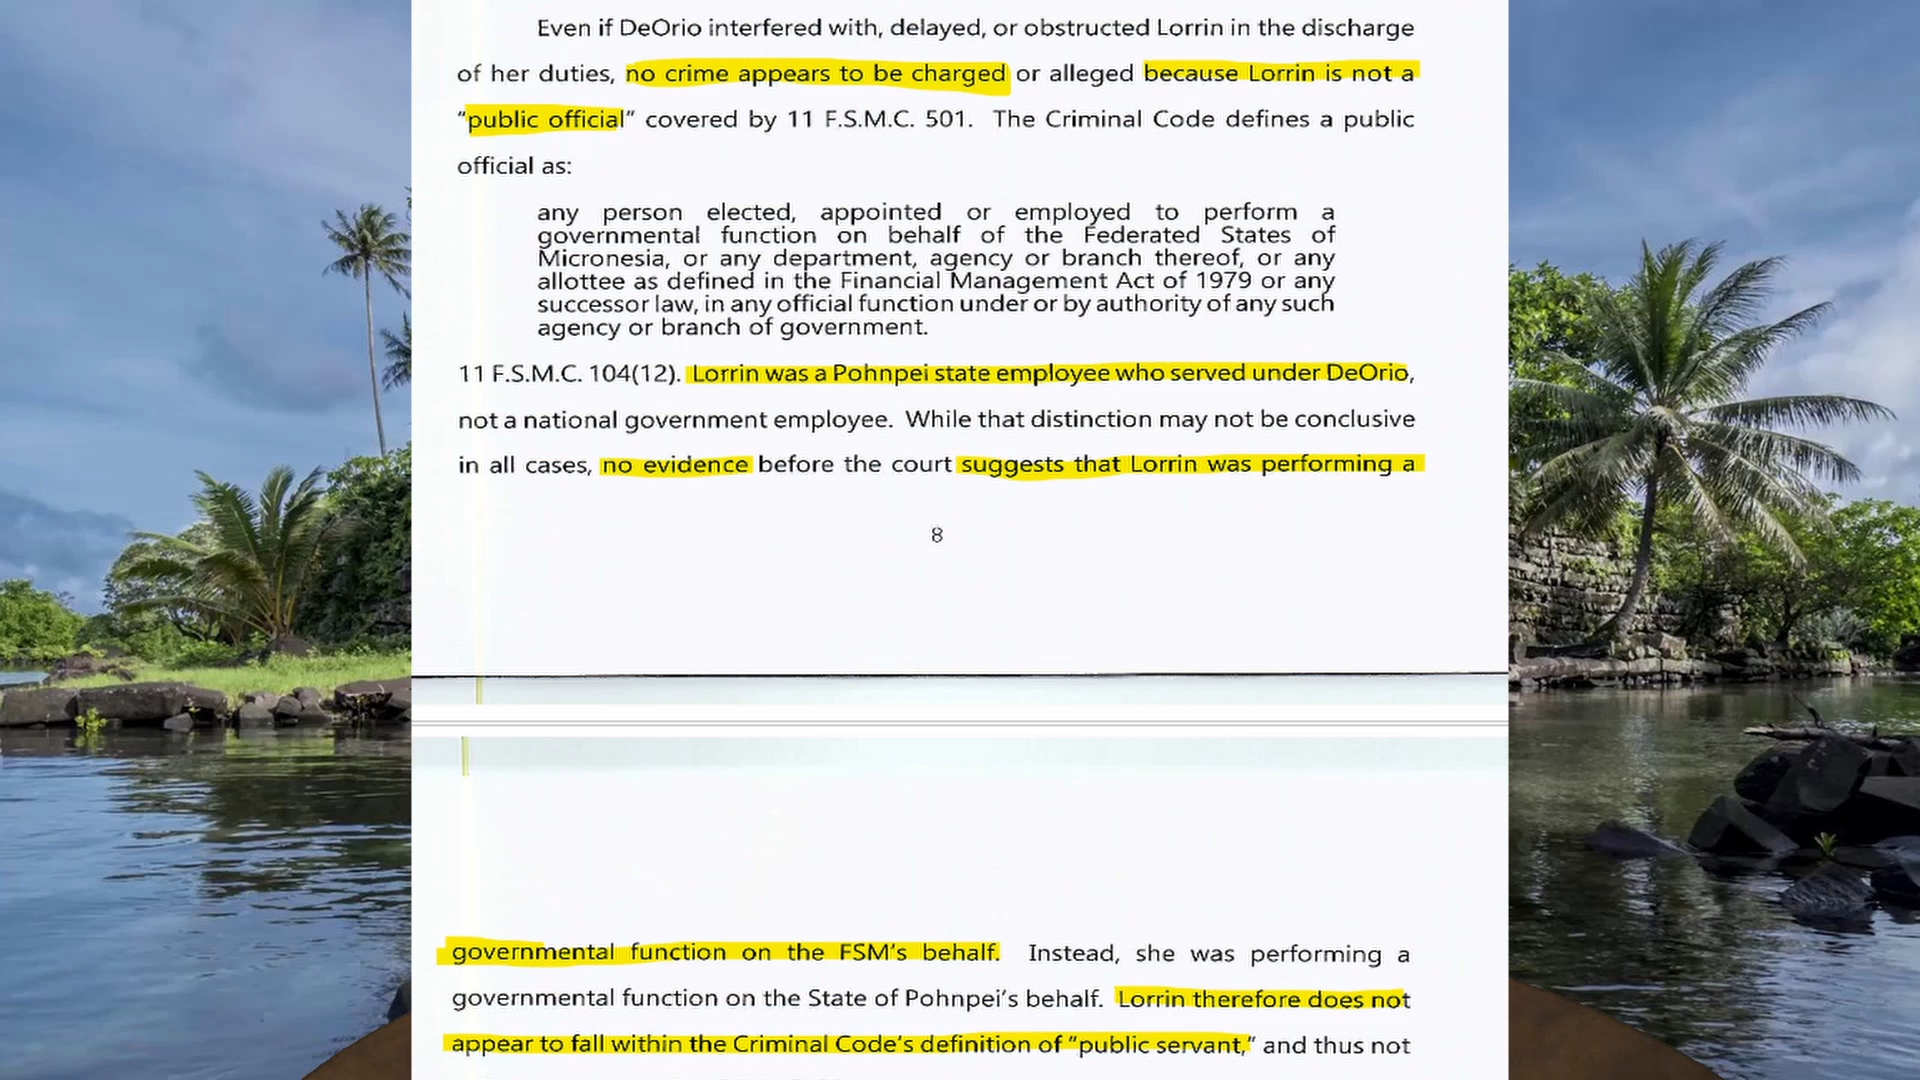 Even if DeOrio interfered with, delayed, or obstructed Lorrin in the discharge
of her duties, no crime appears to be charged or alleged because Lorrin is not a
“public official” covered by 11 F.S.M.C. 501. The Criminal Code defines a public
official as:
any person elected, appointed or employed to perform a
governmental function on behalf of the Federated States of
Micronesia, or any department, agency or branch thereof, or any
allottee as defined in the Financial Management Act of 1979 or any
successor law, in any official function under or by authority of any such
agency or branch of government.
11 F.S.M.C. 104(12). Lorrin was a Pohnpei state employee who served under DeOrio,
not a national government employee. While that distinction may not be conclusive
in all cases, no evidence before the court suggests that Lorrin was performing a
8
governmental function on the FSM’s behalf. Instead, she was performing a
governmental function on the State of Pohnpei’s behalf. Lorrin therefore does not
appear to fall within the Criminal Code’s definition of “public servant,” and thus not